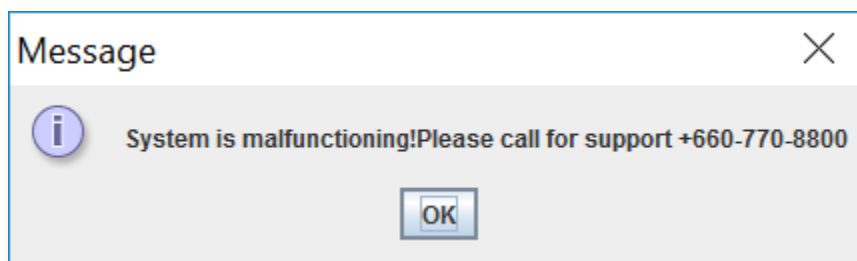 Message
System is malfunctioning!Please call for support +660-770-8800
OK